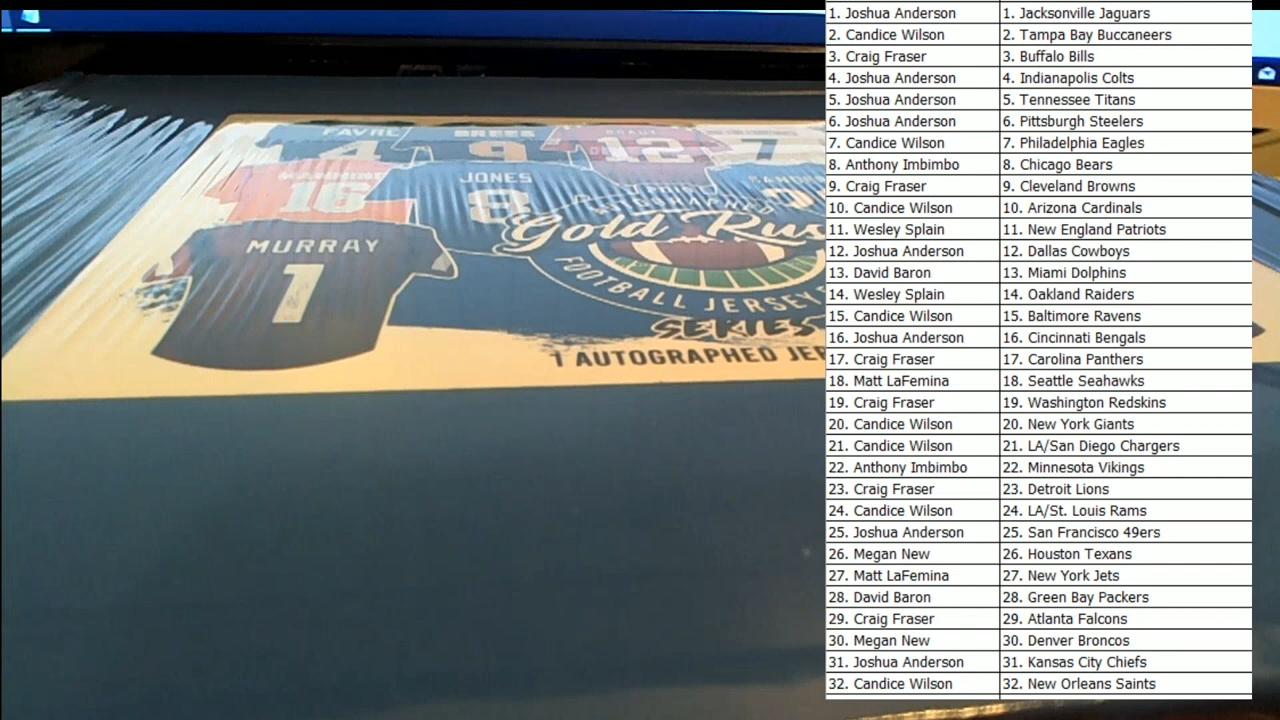 FAVRE BREES BRADY
4 9 12 7
MANNING JONES
16 8
MURRAY 2019
1 AUTOGRAPHED
Gold Rus
FOOTBALL JERSEY
SERIES
1 AUTOGRAPHED JER
1. Joshua Anderson 1. Jacksonville Jaguars
2. Candice Wilson 2. Tampa Bay Buccaneers
3. Craig Fraser 3. Buffalo Bills
4. Joshua Anderson 4. Indianapolis Colts
5. Joshua Anderson 5. Tennessee Titans
6. Joshua Anderson 6. Pittsburgh Steelers
7. Candice Wilson 7. Philadelphia Eagles
8. Anthony Imbimbo 8. Chicago Bears
9. Craig Fraser 9. Cleveland Browns
10. Candice Wilson 10. Arizona Cardinals
11. Wesley Splain 11. New England Patriots
12. Joshua Anderson 12. Dallas Cowboys
13. David Baron 13. Miami Dolphins
14. Wesley Splain 14. Oakland Raiders
15. Candice Wilson 15. Baltimore Ravens
16. Joshua Anderson 16. Cincinnati Bengals
17. Craig Fraser 17. Carolina Panthers
18. Matt LaFemina 18. Seattle Seahawks
19. Craig Fraser 19. Washington Redskins
20. Candice Wilson 20. New York Giants
21. Candice Wilson 21. LA/San Diego Chargers
22. Anthony Imbimbo 22. Minnesota Vikings
23. Craig Fraser 23. Detroit Lions
24. Candice Wilson 24. LA/St. Louis Rams
25. Joshua Anderson 25. San Francisco 49ers
26. Megan New 26. Houston Texans
27. Matt LaFemina 27. New York Jets
28. David Baron 28. Green Bay Packers
29. Craig Fraser 29. Atlanta Falcons
30. Megan New 30. Denver Broncos
31. Joshua Anderson 31. Kansas City Chiefs
32. Candice Wilson 32. New Orleans Saints